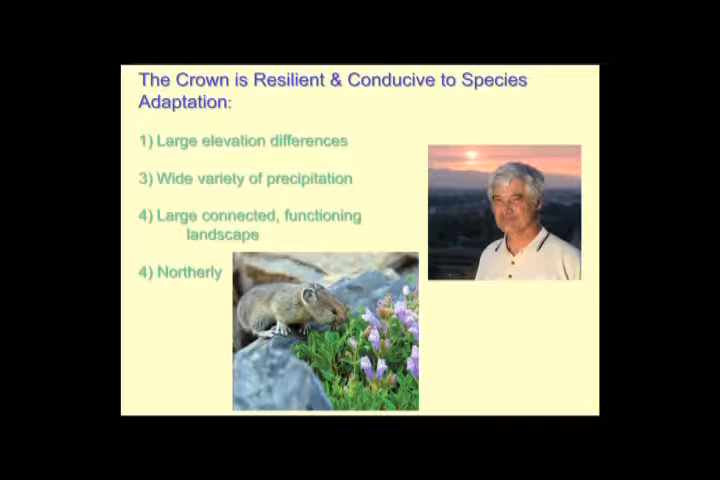 The Crown is Resilient & Conducive to Species
Adaptation:
1) Large elevation differences
3) Wide variety of precipitation
4) Large connected, functioning
landscape
4) Northerly